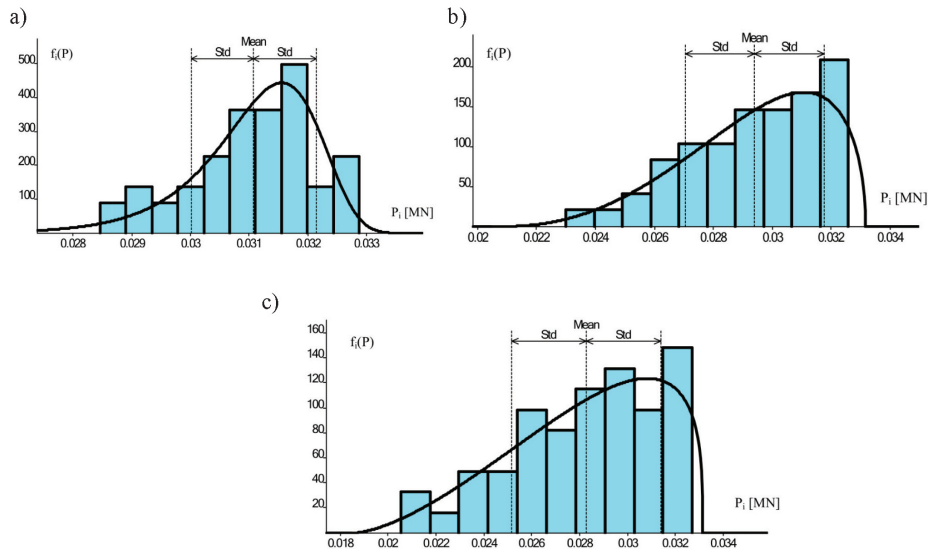 a)
fᵢ(P)
Mean
Std Std
500
400
300
200
100
Pᵢ [MN]
0.028 0.029 0.03 0.031 0.032 0.033
b)
fᵢ(P)
Mean
Std Std
200
150
100
50
Pᵢ [MN]
0.02 0.022 0.024 0.026 0.028 0.03 0.032 0.034
c)
fᵢ(P)
Mean
Std Std
160
140
120
100
80
60
40
20
Pᵢ [MN]
0.018 0.020 0.022 0.024 0.026 0.028 0.03 0.032 0.034